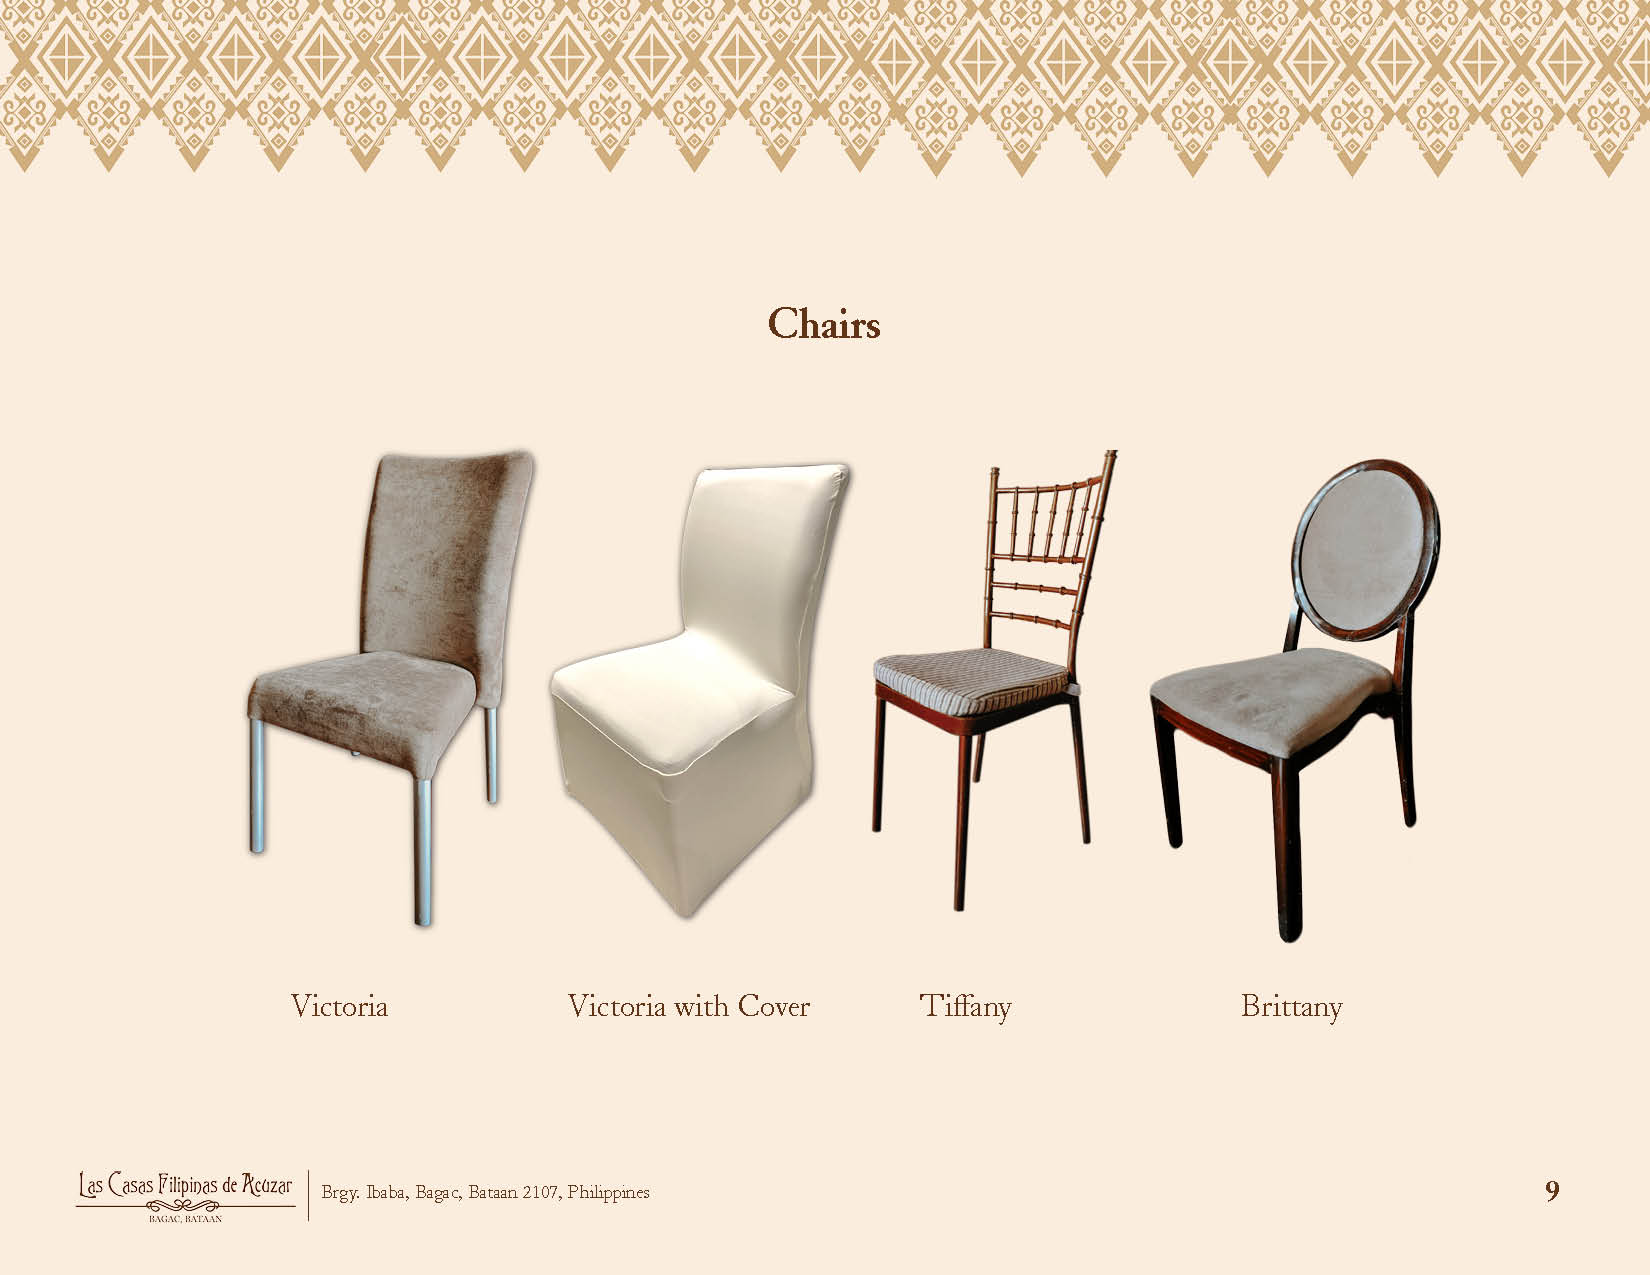 Chairs
Victoria
Victoria with Cover
Tiffany
Brittany
Las Casas Filipinas de Acuzar
BAGAC, BATAAN
Brgy. Ibaba, Bagac, Bataan 2107, Philippines
9